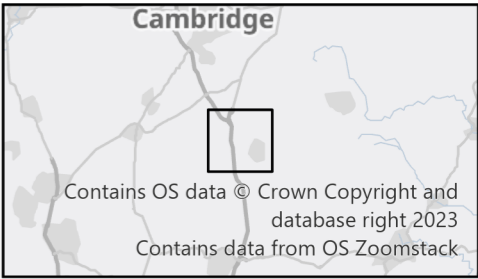 Cambridge
Contains OS data © Crown Copyright and
database right 2023
Contains data from OS Zoomstack